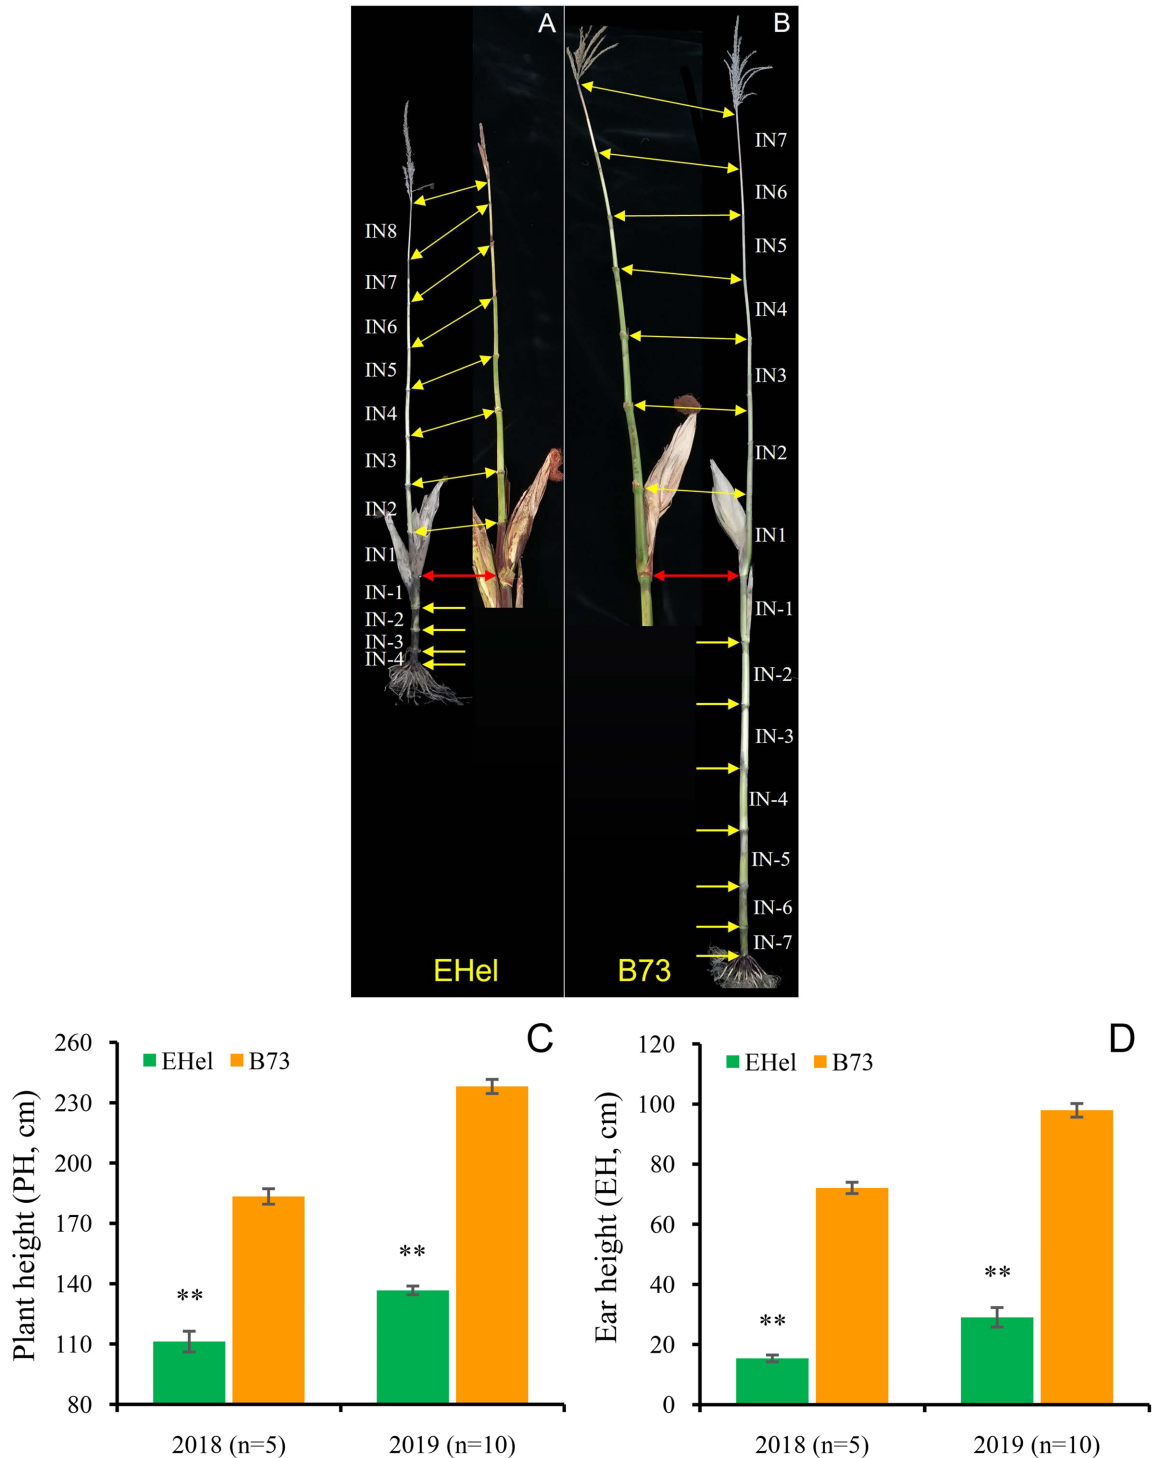 A
B
IN8
IN7
IN6
IN5
IN4
IN3
IN2
IN1
IN-1
IN-2
IN-3
IN-4
IN7
IN6
IN5
IN4
IN3
IN2
IN1
IN-1
IN-2
IN-3
IN-4
IN-5
IN-6
IN-7
EHel
B73
C
EHel
B73
Plant height (PH, cm)
260
230
200
170
140
110
80
**
**
2018 (n=5)
2019 (n=10)
D
EHel
B73
Ear height (EH, cm)
120
100
80
60
40
20
0
**
**
2018 (n=5)
2019 (n=10)